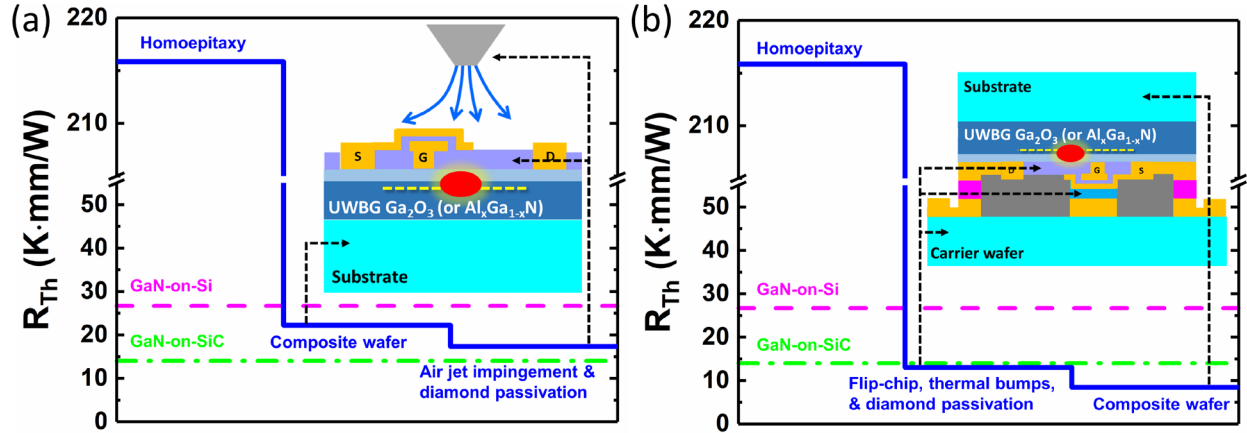 (a)
220
210
50
40
30
20
10
0
R_Th (K·mm/W)
Homoepitaxy
S
G
D
UWBG Ga₂O₃ (or AlₓGa₁₋ₓN)
Substrate
GaN-on-Si
Composite wafer
GaN-on-SiC
Air jet impingement &
diamond passivation
(b)
220
210
50
40
30
20
10
0
R_Th (K·mm/W)
Homoepitaxy
Substrate
UWBG Ga₂O₃ (or AlₓGa₁₋ₓN)
D
G
S
Carrier wafer
GaN-on-Si
GaN-on-SiC
Flip-chip, thermal bumps,
& diamond passivation
Composite wafer